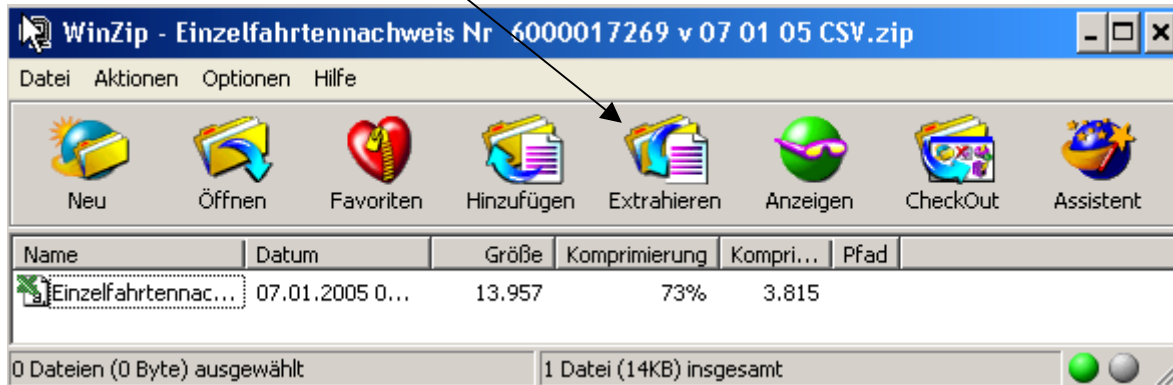 WinZip - Einzelfahrtennachweis Nr 6000017269 v 07 01 05 CSV.zip
Datei Aktionen Optionen Hilfe
Neu Öffnen Favoriten Hinzufügen Extrahieren Anzeigen CheckOut Assistent
Name Datum Größe Komprimierung Kompri... Pfad
Einzelfahrtennac... 07.01.2005 0... 13.957 73% 3.815
0 Dateien (0 Byte) ausgewählt 1 Datei (14KB) insgesamt